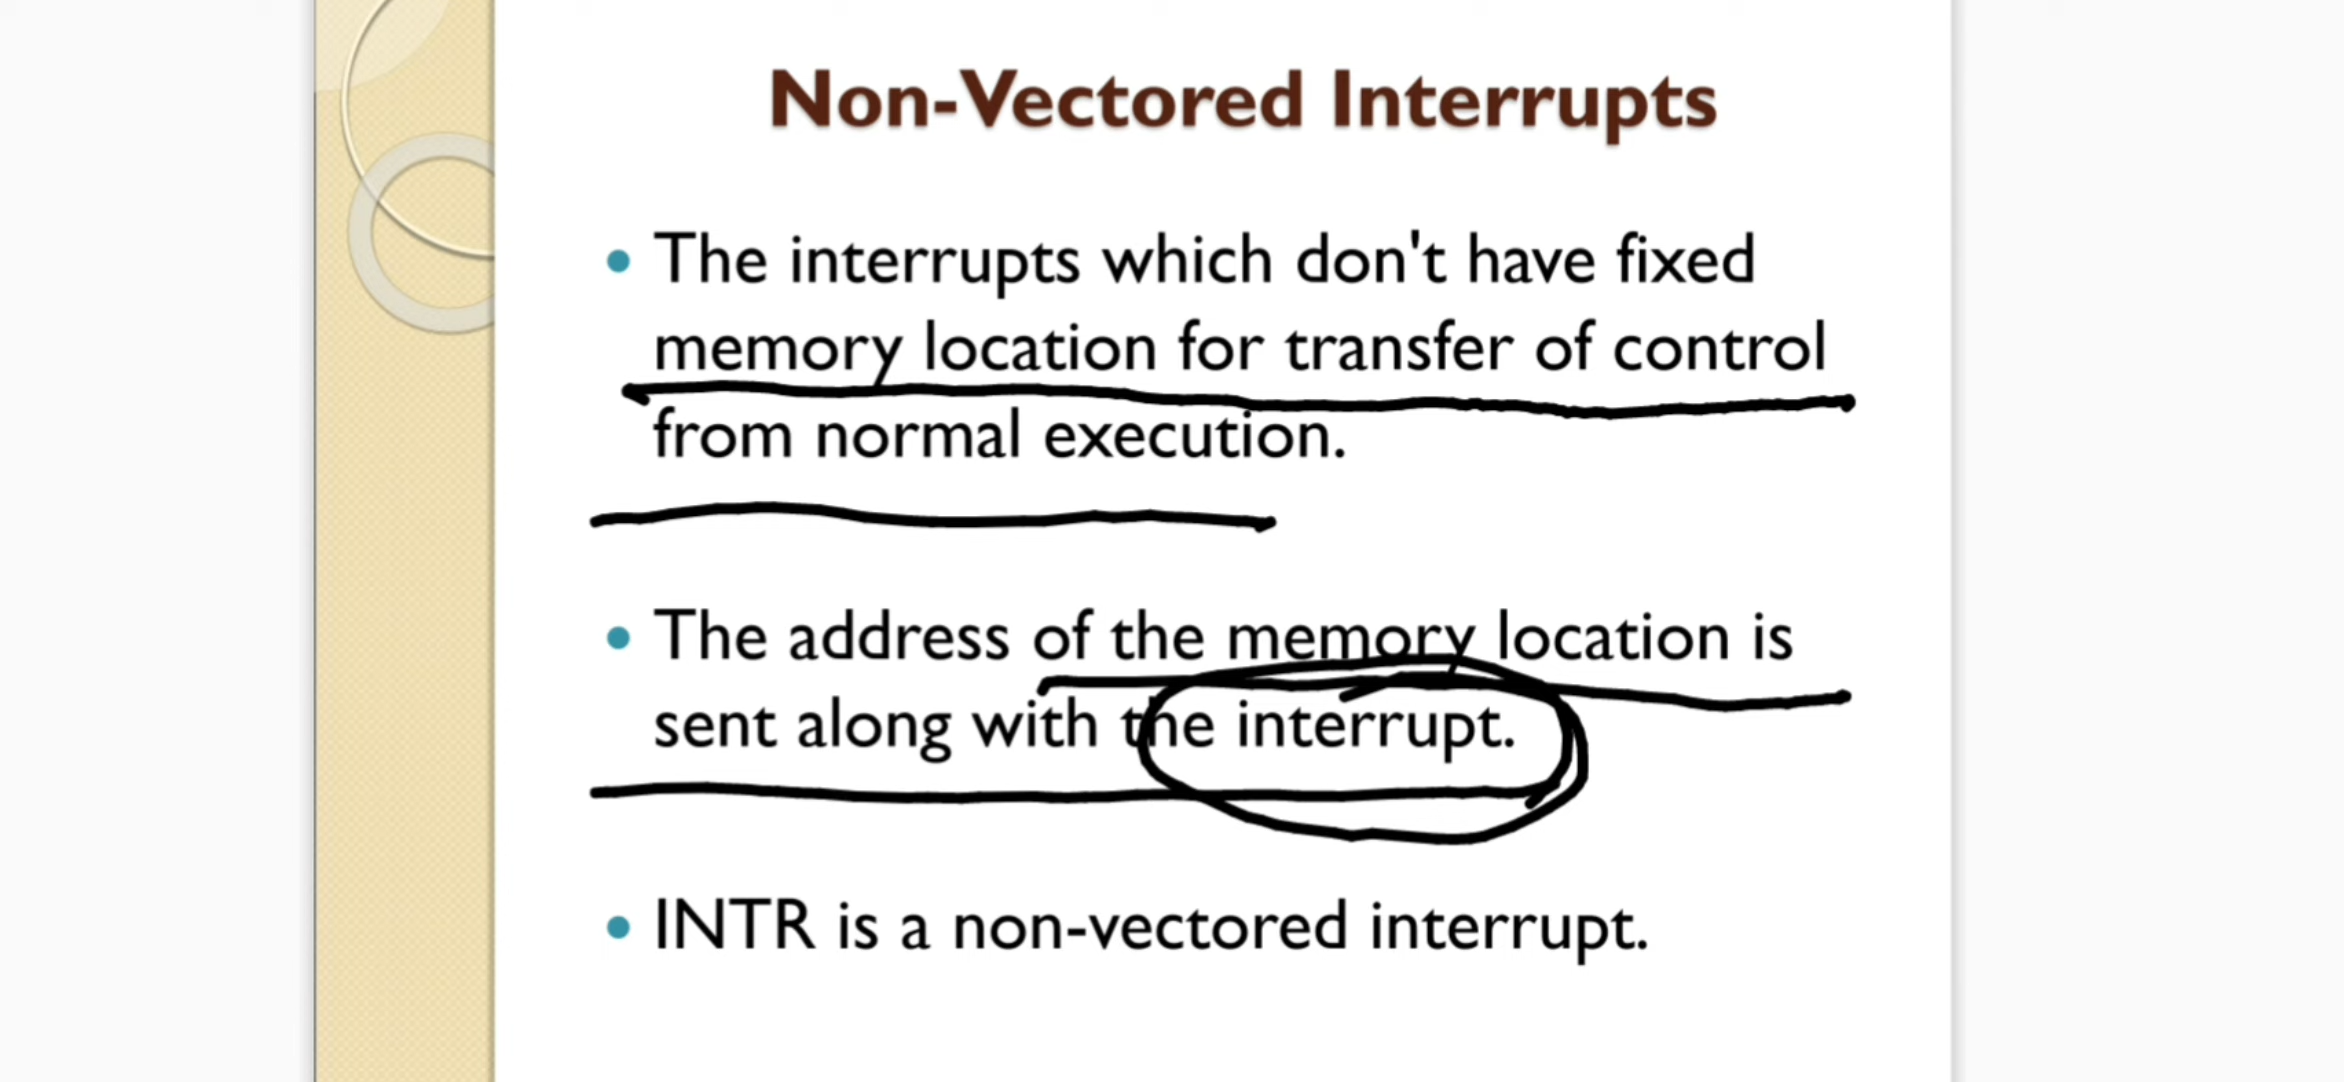 Non-Vectored Interrupts
The interrupts which don't have fixed
memory location for transfer of control
from normal execution.
The address of the memory location is
sent along with the interrupt.
INTR is a non-vectored interrupt.